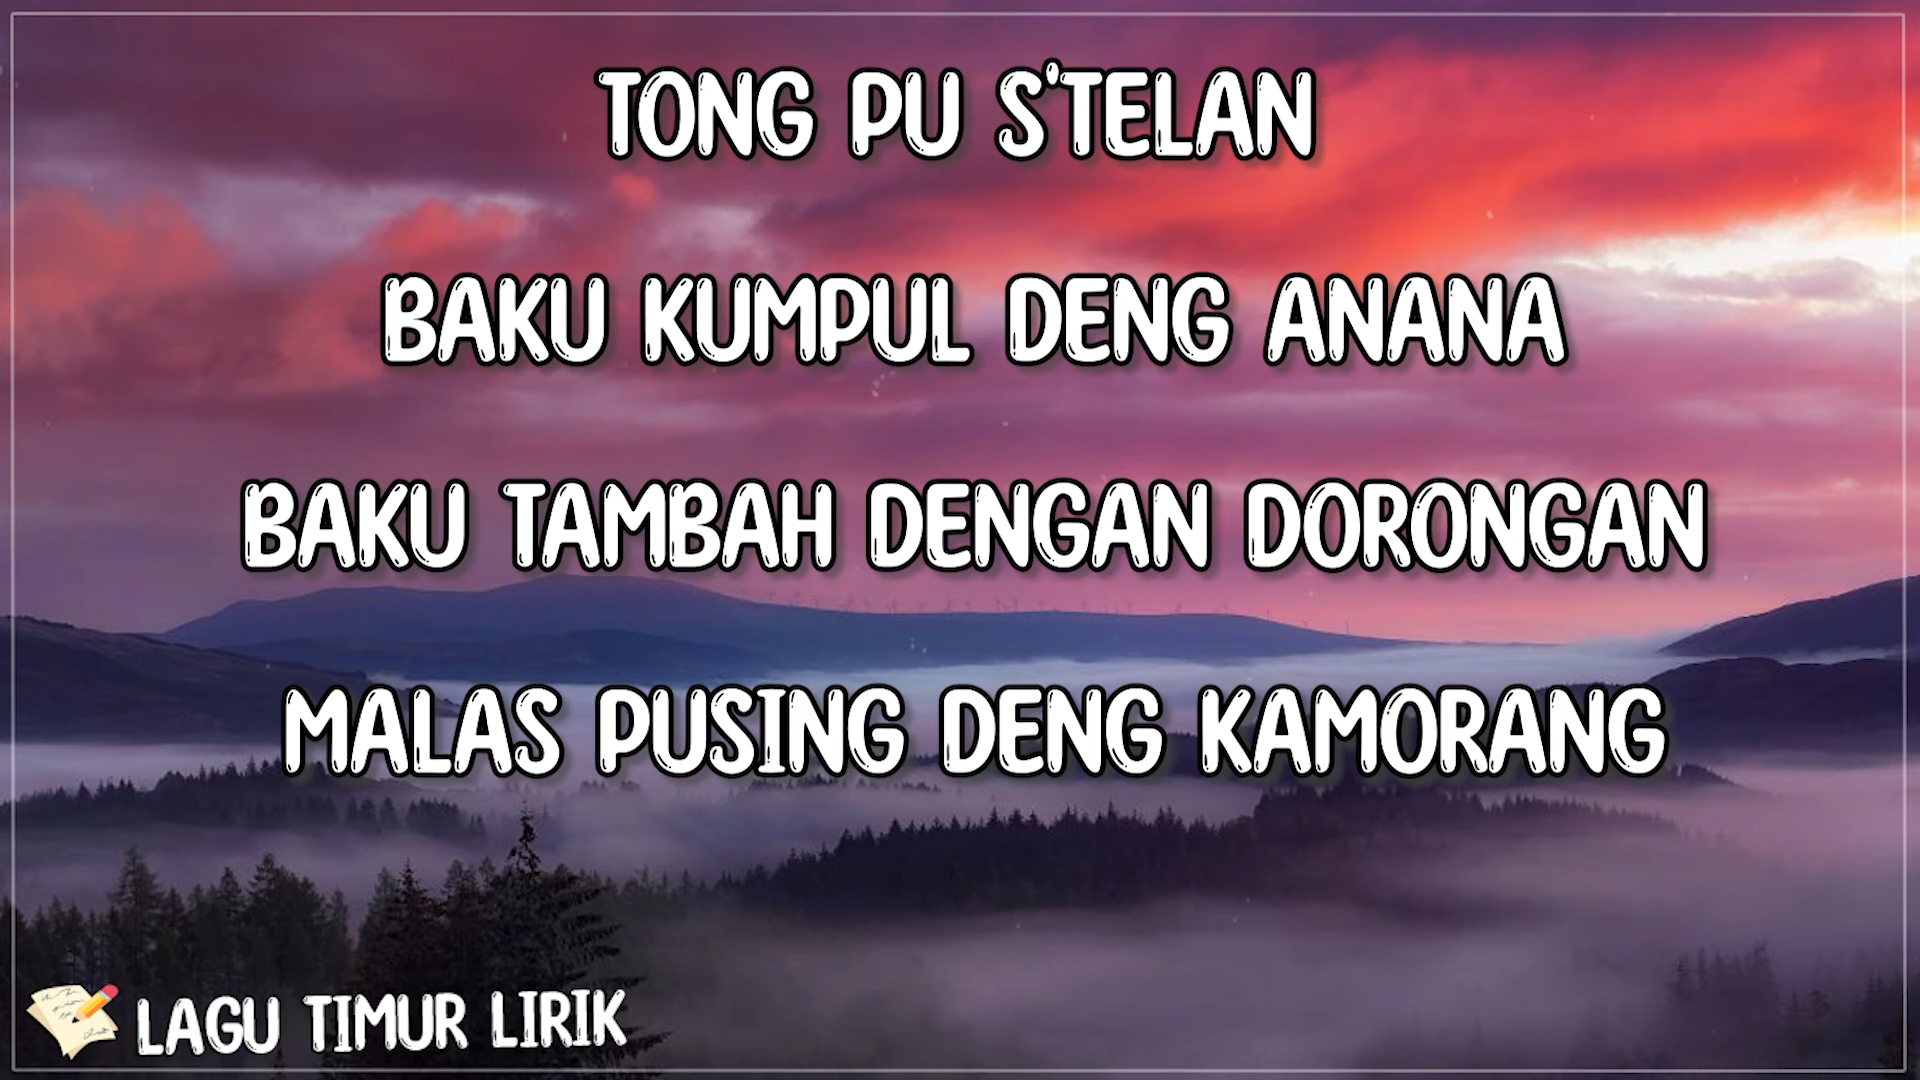 TONG PU S'TELAN
BAKU KUMPUL DENG ANANA
BAKU TAMBAH DENGAN DORONGAN
MALAS PUSING DENG KAMORANG
LAGU TIMUR LIRIK